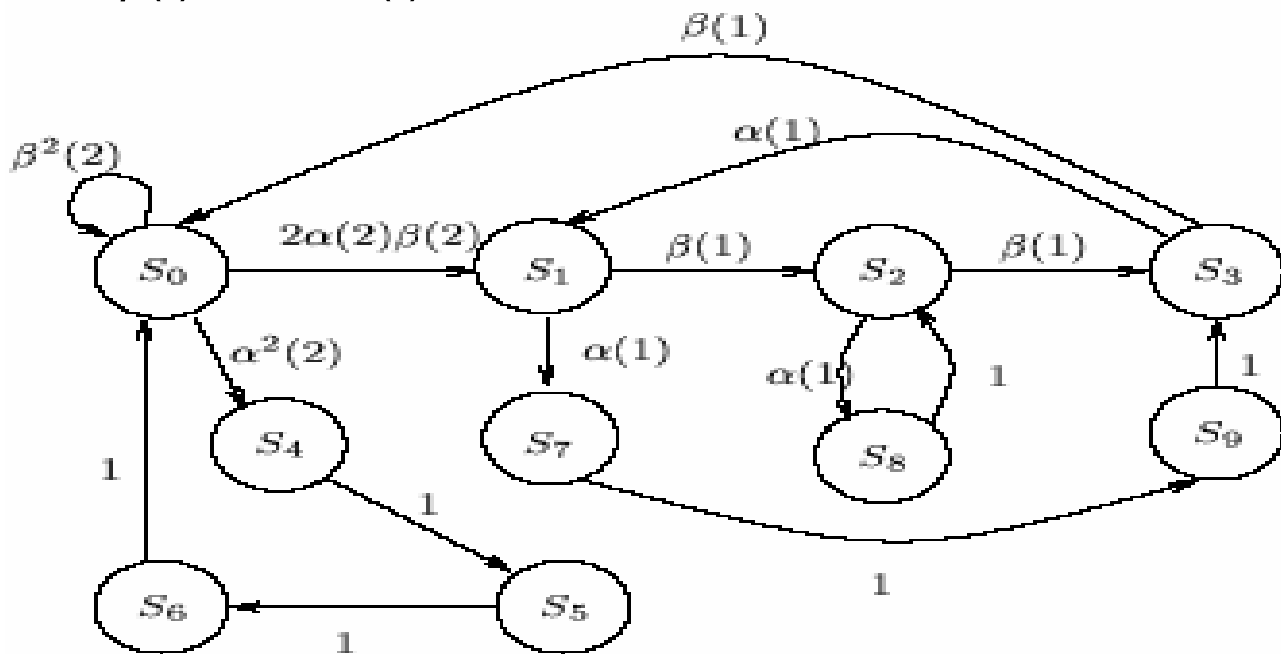 β(1)
α(1)
β²(2)
2α(2)β(2)
β(1)
β(1)
S₀
S₁
S₂
S₃
α²(2)
α(1)
α(1)
1
1
S₄
S₇
S₈
S₉
1
1
1
S₆
S₅
1